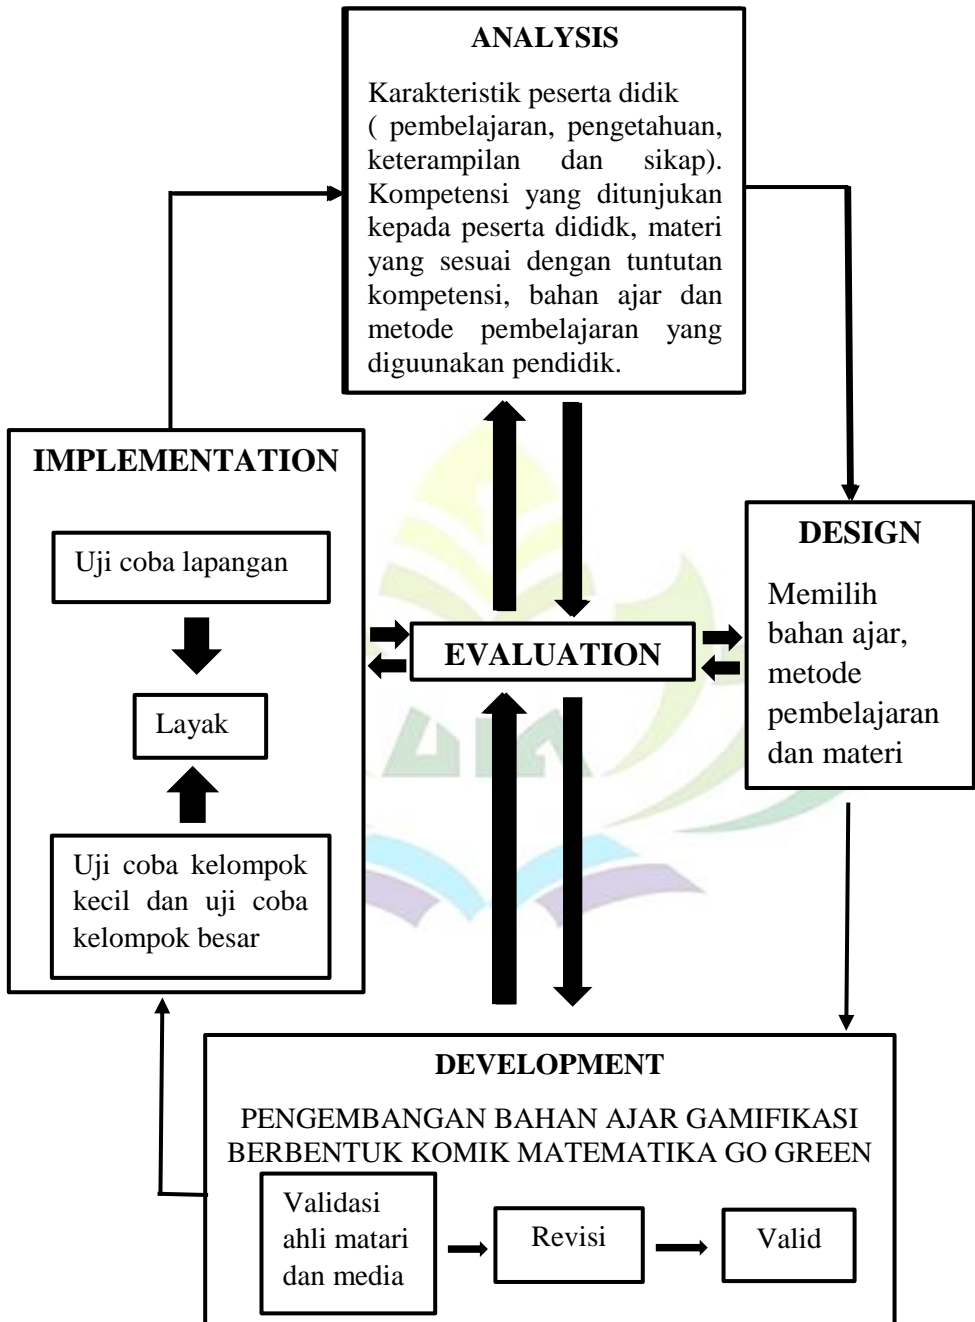 ANALYSIS
Karakteristik peserta didik
( pembelajaran, pengetahuan,
keterampilan dan sikap).
Kompetensi yang ditunjukan
kepada peserta dididk, materi
yang sesuai dengan tuntutan
kompetensi, bahan ajar dan
metode pembelajaran yang
diguunakan pendidik.
IMPLEMENTATION
Uji coba lapangan
Layak
Uji coba kelompok
kecil dan uji coba
kelompok besar
EVALUATION
DESIGN
Memilih
bahan ajar,
metode
pembelajaran
dan materi
DEVELOPMENT
PENGEMBANGAN BAHAN AJAR GAMIFIKASI
BERBENTUK KOMIK MATEMATIKA GO GREEN
Validasi
ahli matari
dan media
Revisi
Valid